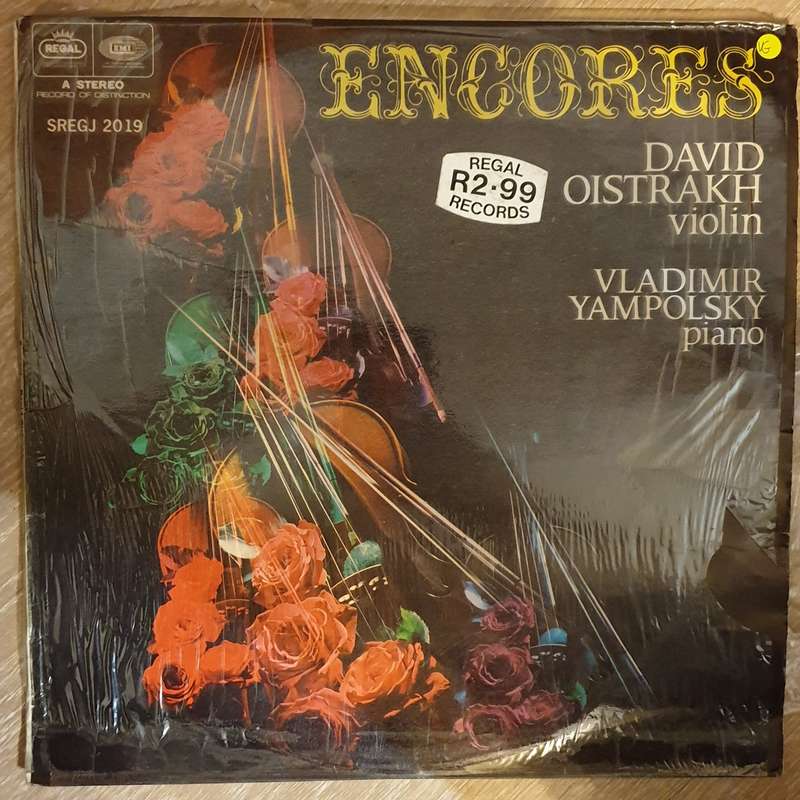 REGAL
EMI
A STEREO
RECORD OF DISTINCTION
SREGJ 2019
ENCORES
VG
DAVID
OISTRAKH
violin
REGAL
R2·99
RECORDS
VLADIMIR
YAMPOLSKY
piano